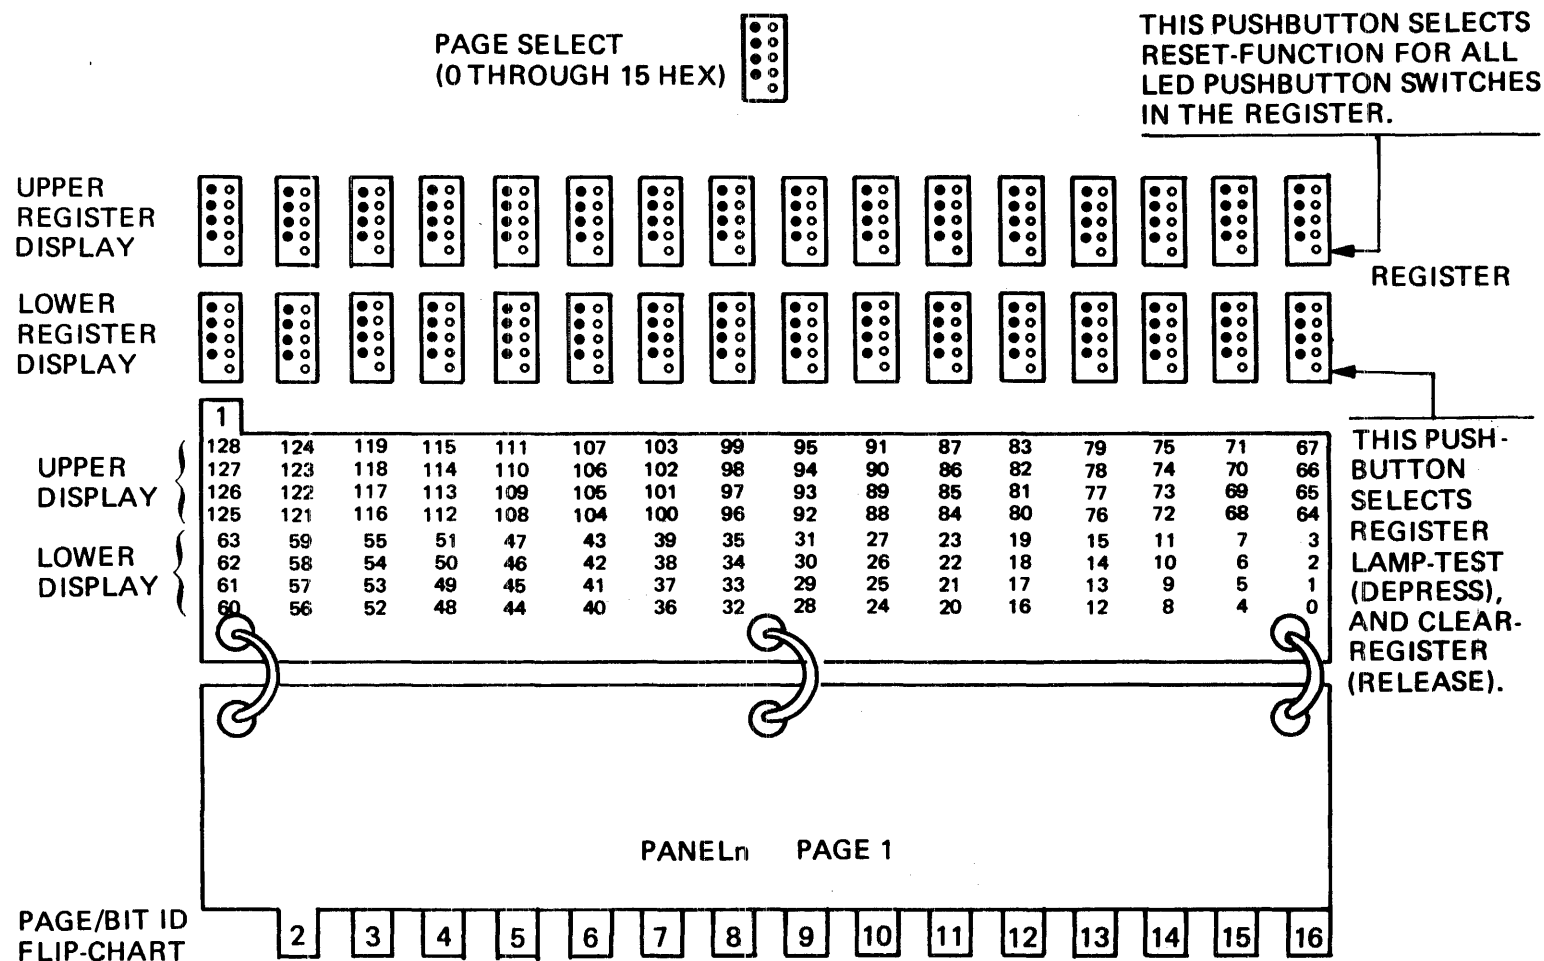 PAGE SELECT
(0 THROUGH 15 HEX)
THIS PUSHBUTTON SELECTS
RESET-FUNCTION FOR ALL
LED PUSHBUTTON SWITCHES
IN THE REGISTER.
UPPER
REGISTER
DISPLAY
REGISTER
LOWER
REGISTER
DISPLAY
1
UPPER
DISPLAY
128 124 119 115 111 107 103 99 95 91 87 83 79 75 71 67
127 123 118 114 110 106 102 98 94 90 86 82 78 74 70 66
126 122 117 113 109 105 101 97 93 89 85 81 77 73 69 65
125 121 116 112 108 104 100 96 92 88 84 80 76 72 68 64
LOWER
DISPLAY
63 59 55 51 47 43 39 35 31 27 23 19 15 11 7 3
62 58 54 50 46 42 38 34 30 26 22 18 14 10 6 2
61 57 53 49 45 41 37 33 29 25 21 17 13 9 5 1
60 56 52 48 44 40 36 32 28 24 20 16 12 8 4 0
THIS PUSH-
BUTTON
SELECTS
REGISTER
LAMP-TEST
(DEPRESS),
AND CLEAR-
REGISTER
(RELEASE).
PANELn PAGE 1
PAGE/BIT ID
FLIP-CHART
2 3 4 5 6 7 8 9 10 11 12 13 14 15 16